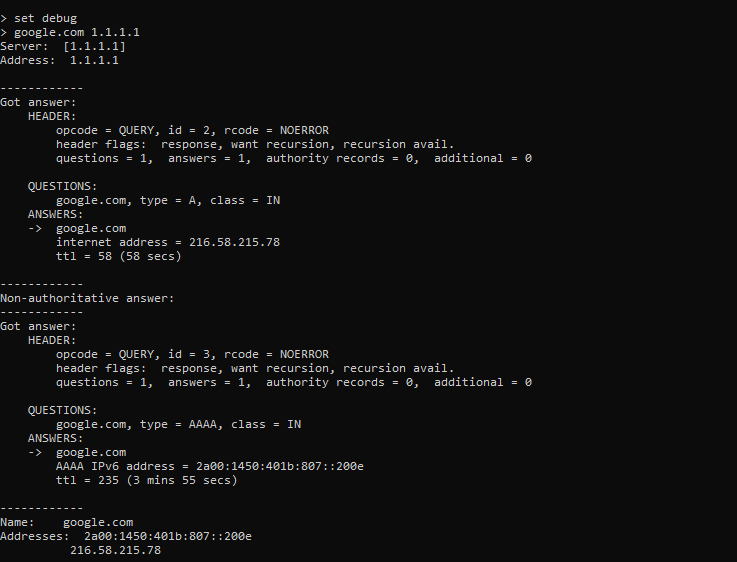 > set debug
> google.com 1.1.1.1
Server:  [1.1.1.1]
Address:  1.1.1.1

------------
Got answer:
    HEADER:
        opcode = QUERY, id = 2, rcode = NOERROR
        header flags:  response, want recursion, recursion avail.
        questions = 1,  answers = 1,  authority records = 0,  additional = 0

    QUESTIONS:
        google.com, type = A, class = IN
    ANSWERS:
    ->  google.com
        internet address = 216.58.215.78
        ttl = 58 (58 secs)

------------
Non-authoritative answer:
------------
Got answer:
    HEADER:
        opcode = QUERY, id = 3, rcode = NOERROR
        header flags:  response, want recursion, recursion avail.
        questions = 1,  answers = 1,  authority records = 0,  additional = 0

    QUESTIONS:
        google.com, type = AAAA, class = IN
    ANSWERS:
    ->  google.com
        AAAA IPv6 address = 2a00:1450:401b:807::200e
        ttl = 235 (3 mins 55 secs)

------------
Name:    google.com
Addresses:  2a00:1450:401b:807::200e
          216.58.215.78